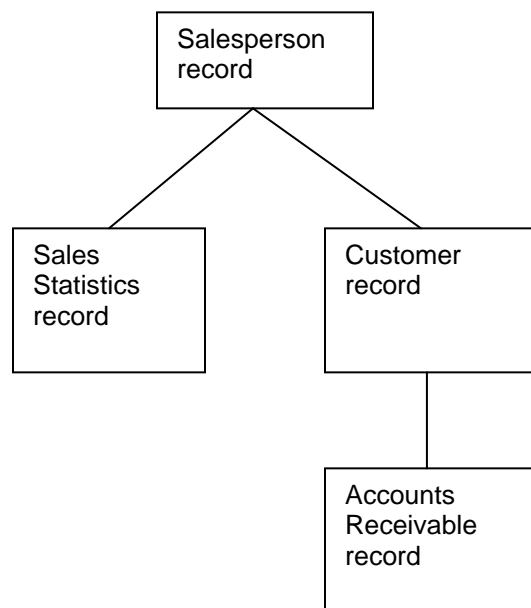 Salesperson
record
Sales
Statistics
record
Customer
record
Accounts
Receivable
record